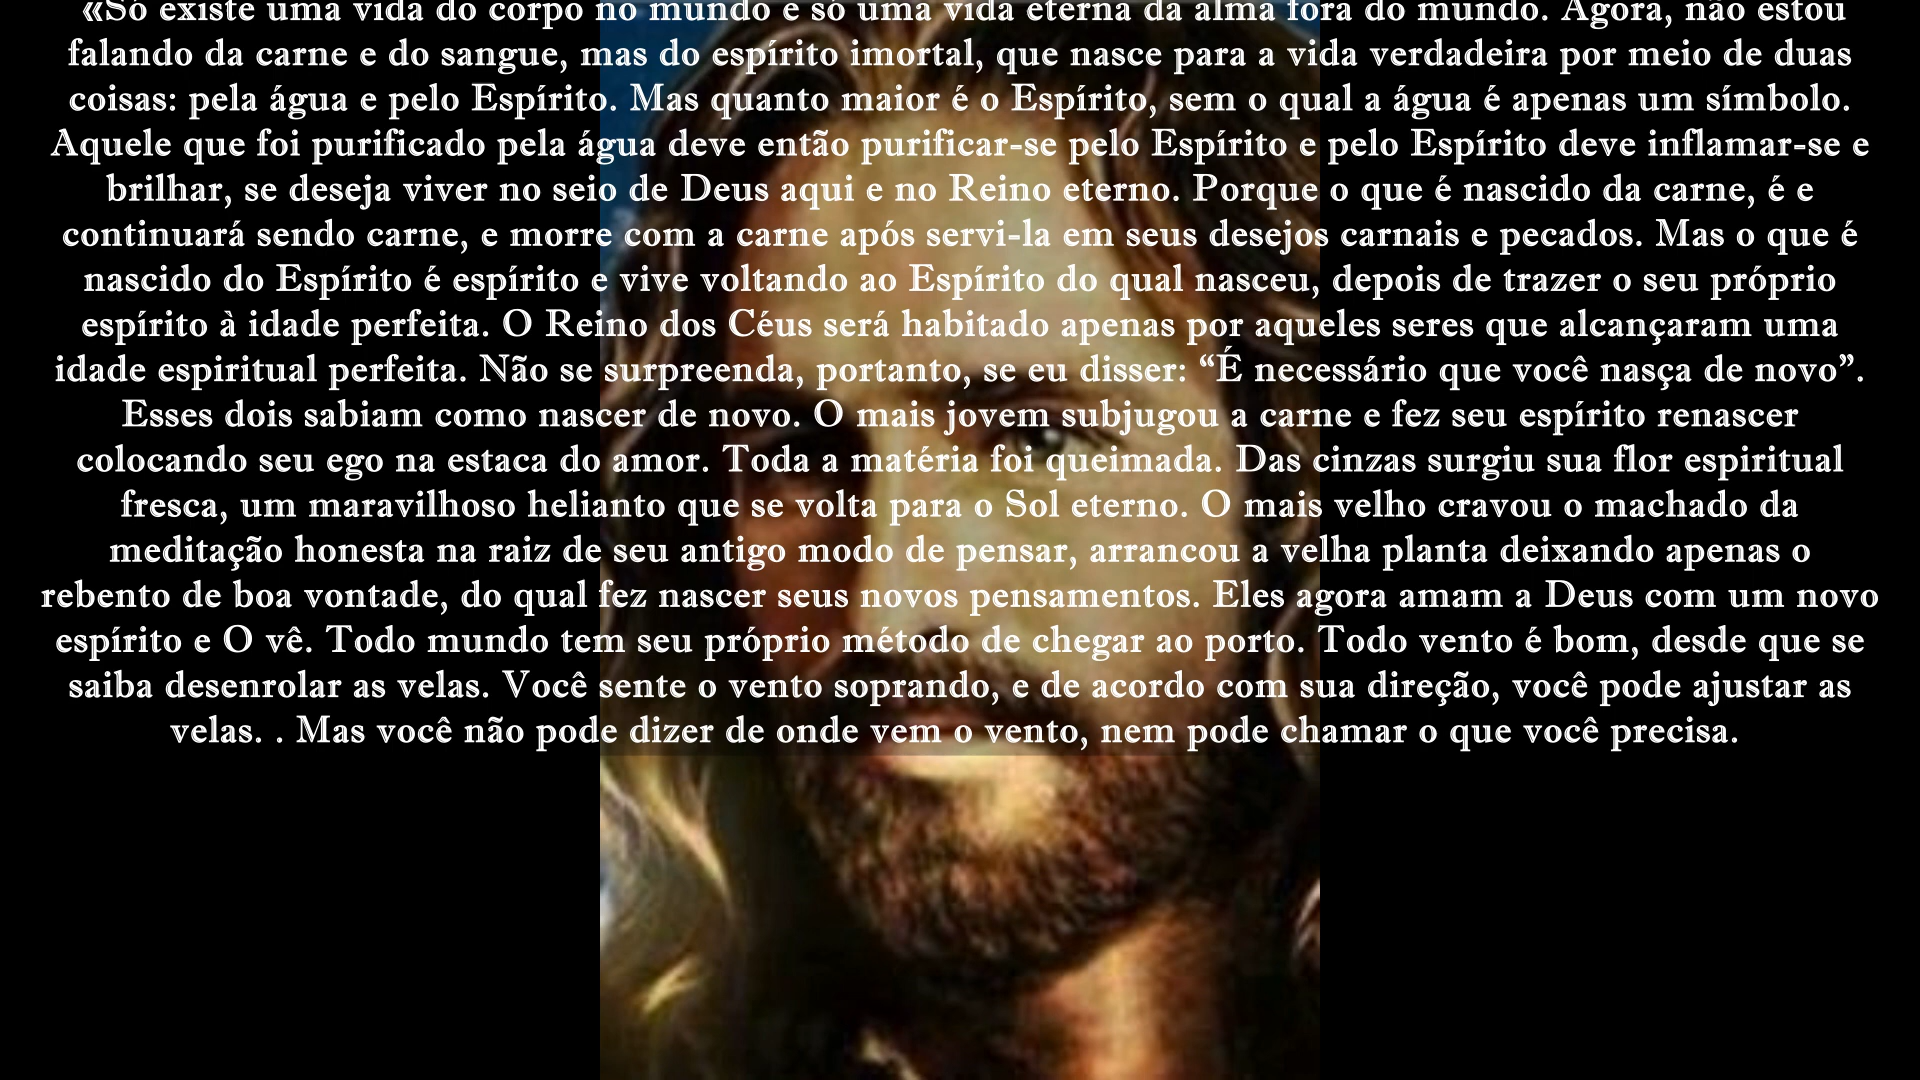 «Só existe uma vida do corpo no mundo e só uma vida eterna da alma fora do mundo. Agora, não estou
falando da carne e do sangue, mas do espírito imortal, que nasce para a vida verdadeira por meio de duas
coisas: pela água e pelo Espírito. Mas quanto maior é o Espírito, sem o qual a água é apenas um símbolo.
Aquele que foi purificado pela água deve então purificar-se pelo Espírito e pelo Espírito deve inflamar-se e
brilhar, se deseja viver no seio de Deus aqui e no Reino eterno. Porque o que é nascido da carne, é e
continuará sendo carne, e morre com a carne após servi-la em seus desejos carnais e pecados. Mas o que é
nascido do Espírito é espírito e vive voltando ao Espírito do qual nasceu, depois de trazer o seu próprio
espírito à idade perfeita. O Reino dos Céus será habitado apenas por aqueles seres que alcançaram uma
idade espiritual perfeita. Não se surpreenda, portanto, se eu disser: “É necessário que você nasça de novo”.
Esses dois sabiam como nascer de novo. O mais jovem subjugou a carne e fez seu espírito renascer
colocando seu ego na estaca do amor. Toda a matéria foi queimada. Das cinzas surgiu sua flor espiritual
fresca, um maravilhoso helianto que se volta para o Sol eterno. O mais velho cravou o machado da
meditação honesta na raiz de seu antigo modo de pensar, arrancou a velha planta deixando apenas o
rebento de boa vontade, do qual fez nascer seus novos pensamentos. Eles agora amam a Deus com um novo
espírito e O vê. Todo mundo tem seu próprio método de chegar ao porto. Todo vento é bom, desde que se
saiba desenrolar as velas. Você sente o vento soprando, e de acordo com sua direção, você pode ajustar as
velas. . Mas você não pode dizer de onde vem o vento, nem pode chamar o que você precisa.